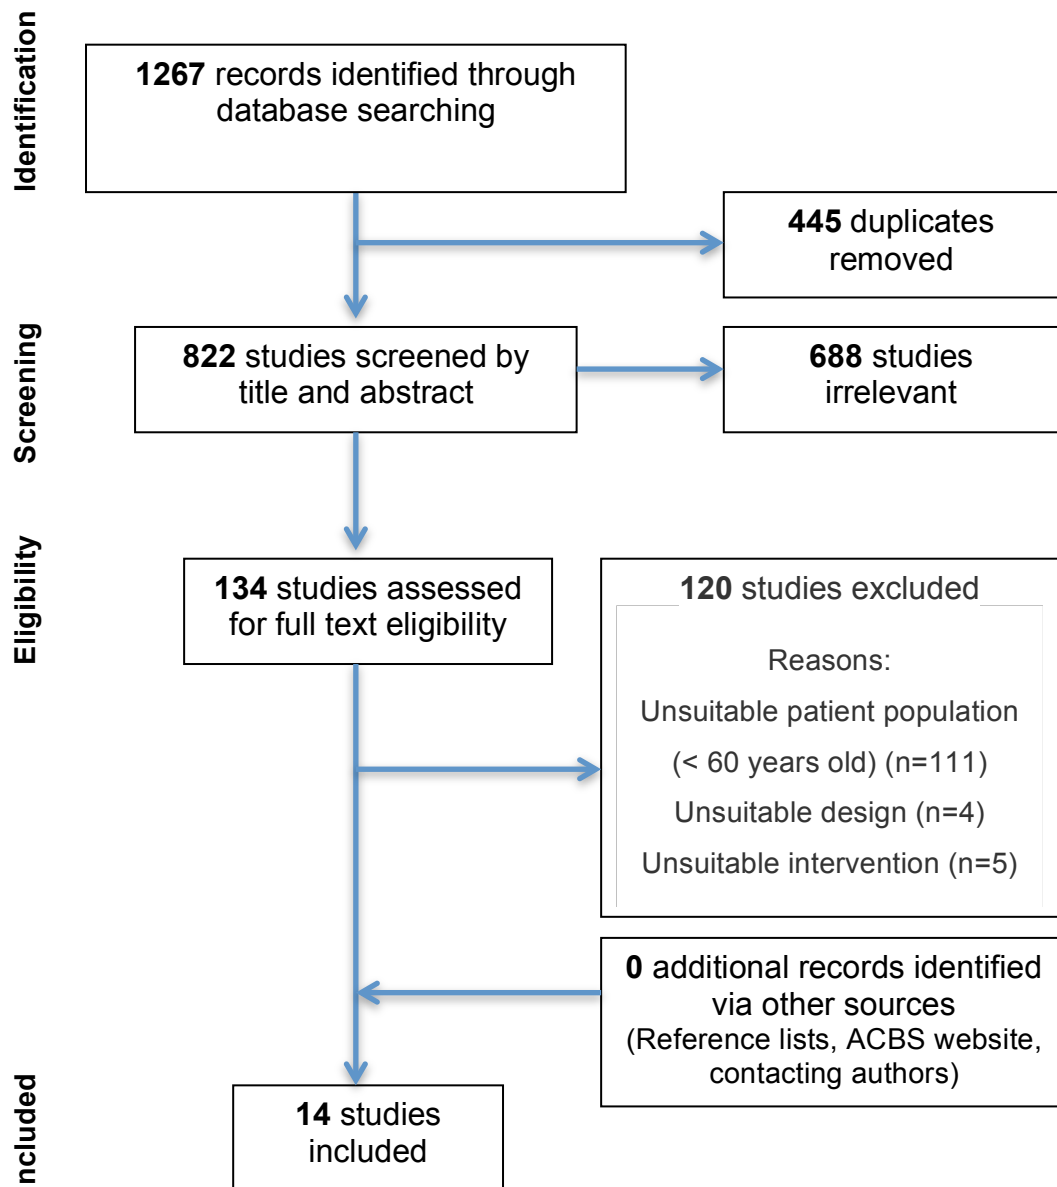 Identification
1267 records identified through
database searching
445 duplicates
removed
Screening
822 studies screened by
title and abstract
688 studies
irrelevant
Eligibility
134 studies assessed
for full text eligibility
120 studies excluded
Reasons:
Unsuitable patient population
(< 60 years old) (n=111)
Unsuitable design (n=4)
Unsuitable intervention (n=5)
0 additional records identified
via other sources
(Reference lists, ACBS website,
contacting authors)
ncluded
14 studies
included